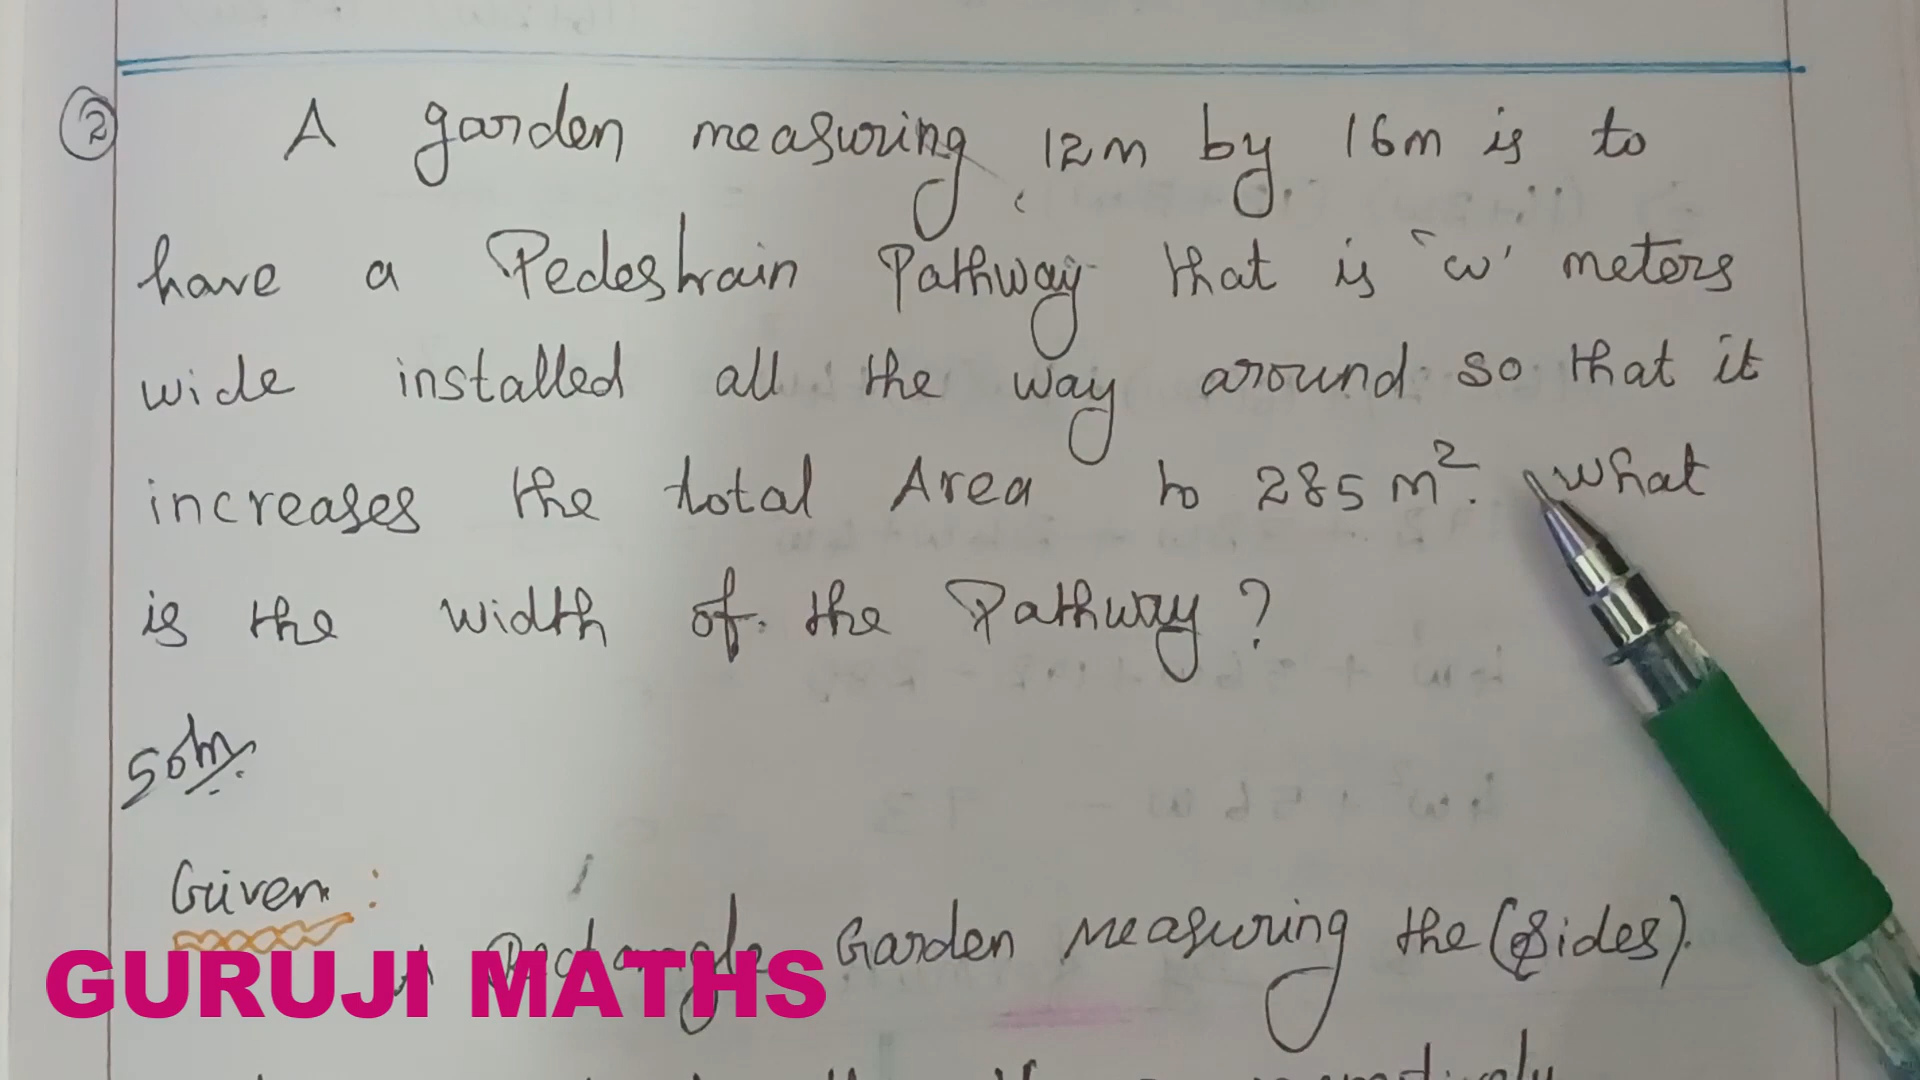 2 A garden measuring 12m by 16m is to
have a Pedestrain Pathway that is 'w' meters
wide installed all the way around so that it
increases the total Area to 285 m². What
is the width of the Pathway?
Soln.
Given:
A Rectangle Garden measuring the (sides).
GURUJI MATHS